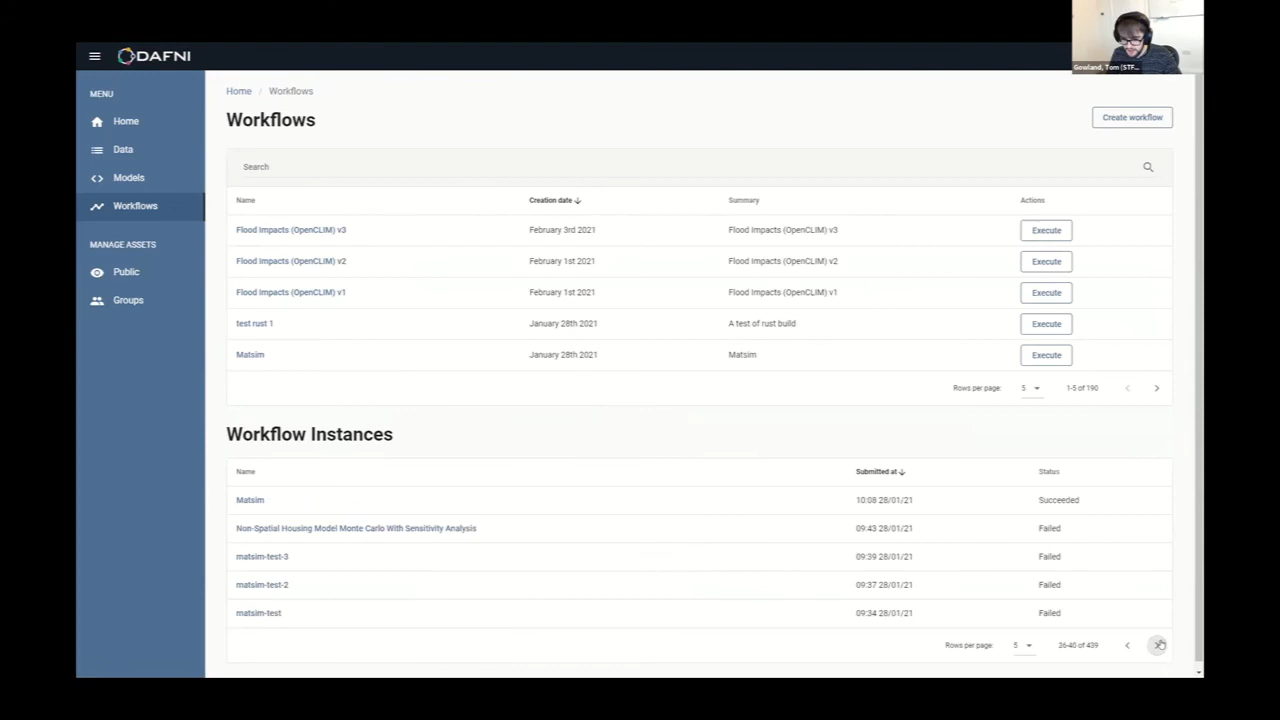 DAFNI
Gowland, Tom (STF...
MENU
Home
Data
Models
Workflows
MANAGE ASSETS
Public
Groups
Home / Workflows
Workflows
Create workflow
Search
Name Creation date Summary Actions
Flood Impacts (OpenCLIM) v3 February 3rd 2021 Flood Impacts (OpenCLIM) v3 Execute
Flood Impacts (OpenCLIM) v2 February 1st 2021 Flood Impacts (OpenCLIM) v2 Execute
Flood Impacts (OpenCLIM) v1 February 1st 2021 Flood Impacts (OpenCLIM) v1 Execute
test rust 1 January 28th 2021 A test of rust build Execute
Matsim January 28th 2021 Matsim Execute
Rows per page: 5 1-5 of 190
Workflow Instances
Name Submitted at Status
Matsim 10:08 28/01/21 Succeeded
Non-Spatial Housing Model Monte Carlo With Sensitivity Analysis 09:43 28/01/21 Failed
matsim-test-3 09:39 28/01/21 Failed
matsim-test-2 09:37 28/01/21 Failed
matsim-test 09:34 28/01/21 Failed
Rows per page: 5 36-40 of 439